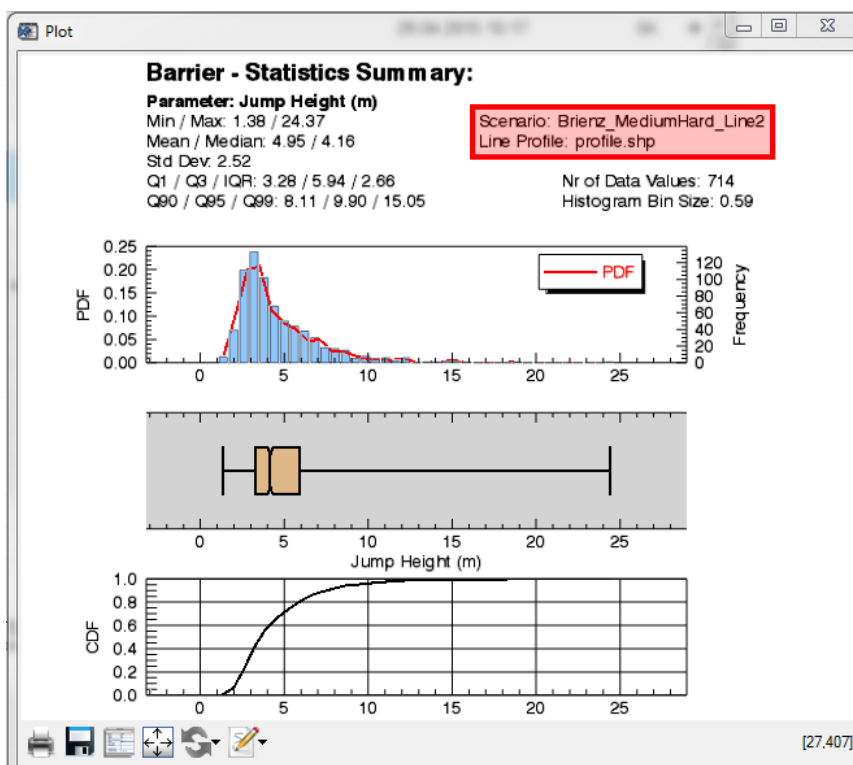 Plot
Barrier - Statistics Summary:
Parameter: Jump Height (m)
Min / Max: 1.38 / 24.37
Mean / Median: 4.95 / 4.16
Std Dev: 2.52
Q1 / Q3 / IQR: 3.28 / 5.94 / 2.66
Q90 / Q95 / Q99: 8.11 / 9.90 / 15.05
Scenario: Brienz_MediumHard_Line2
Line Profile: profile.shp
Nr of Data Values: 714
Histogram Bin Size: 0.59
PDF
0.25
0.20
0.15
0.10
0.05
0.00
PDF
120
100
80
60
40
20
0
Frequency
0 5 10 15 20 25
0 5 10 15 20 25
Jump Height (m)
CDF
1.0
0.8
0.6
0.4
0.2
0.0
0 5 10 15 20 25
[27,407]